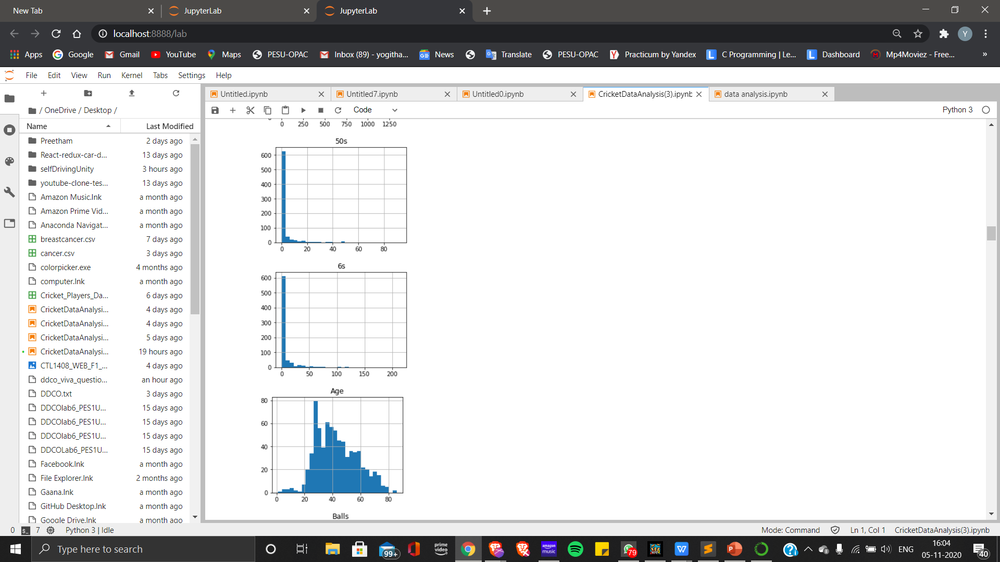 New Tab
JupyterLab
JupyterLab
localhost:8888/lab
Y
Apps Google Gmail YouTube Maps PESU-OPAC Inbox (89) - yogitha... News Translate PESU-OPAC Practicum by Yandex C Programming | Le... Dashboard Mp4Moviez - Free... »
File Edit View Run Kernel Tabs Settings Help
Untitled.ipynb Untitled7.ipynb Untitled0.ipynb CricketDataAnalysis(3).ipynb data analysis.ipynb
/ OneDrive / Desktop /
Code
Python 3
Name Last Modified
Preetham 2 days ago
React-redux-car-d... 13 days ago
selfDrivingUnity 3 hours ago
youtube-clone-tes... 13 days ago
Amazon Music.lnk a month ago
Amazon Prime Vid... a month ago
Anaconda Navigat... a month ago
breastcancer.csv 7 days ago
cancer.csv 3 days ago
colorpicker.exe 4 months ago
computer.lnk a month ago
Cricket_Players_Da... 6 days ago
CricketDataAnalysi... 4 days ago
CricketDataAnalysi... 4 days ago
CricketDataAnalysi... 5 days ago
CricketDataAnalysi... 19 hours ago
CTL1408_WEB_F1_... 4 days ago
ddco_viva_questio... an hour ago
DDCO.txt 3 days ago
DDCOlab6_PES1U... 15 days ago
DDCOlab6_PES1U... 15 days ago
DDCOlab6_PES1U... 15 days ago
DDCOLab6_PES1U... 15 days ago
Facebook.lnk a month ago
File Explorer.lnk 2 months ago
Gaana.lnk a month ago
GitHub Desktop.lnk a month ago
Google Drive.lnk a month ago
0 250 500 750 1000 1250
50s
600
500
400
300
200
100
0
0 20 40 60 80
6s
600
500
400
300
200
100
0
0 50 100 150 200
Age
80
60
40
20
0
0 20 40 60 80
Balls
0 7 Python 3 | Idle
Mode: Command Ln 1, Col 1 CricketDataAnalysis(3).ipynb
Type here to search
99+
prime video
amazon music
79
ENG
16:04
05-11-2020
40